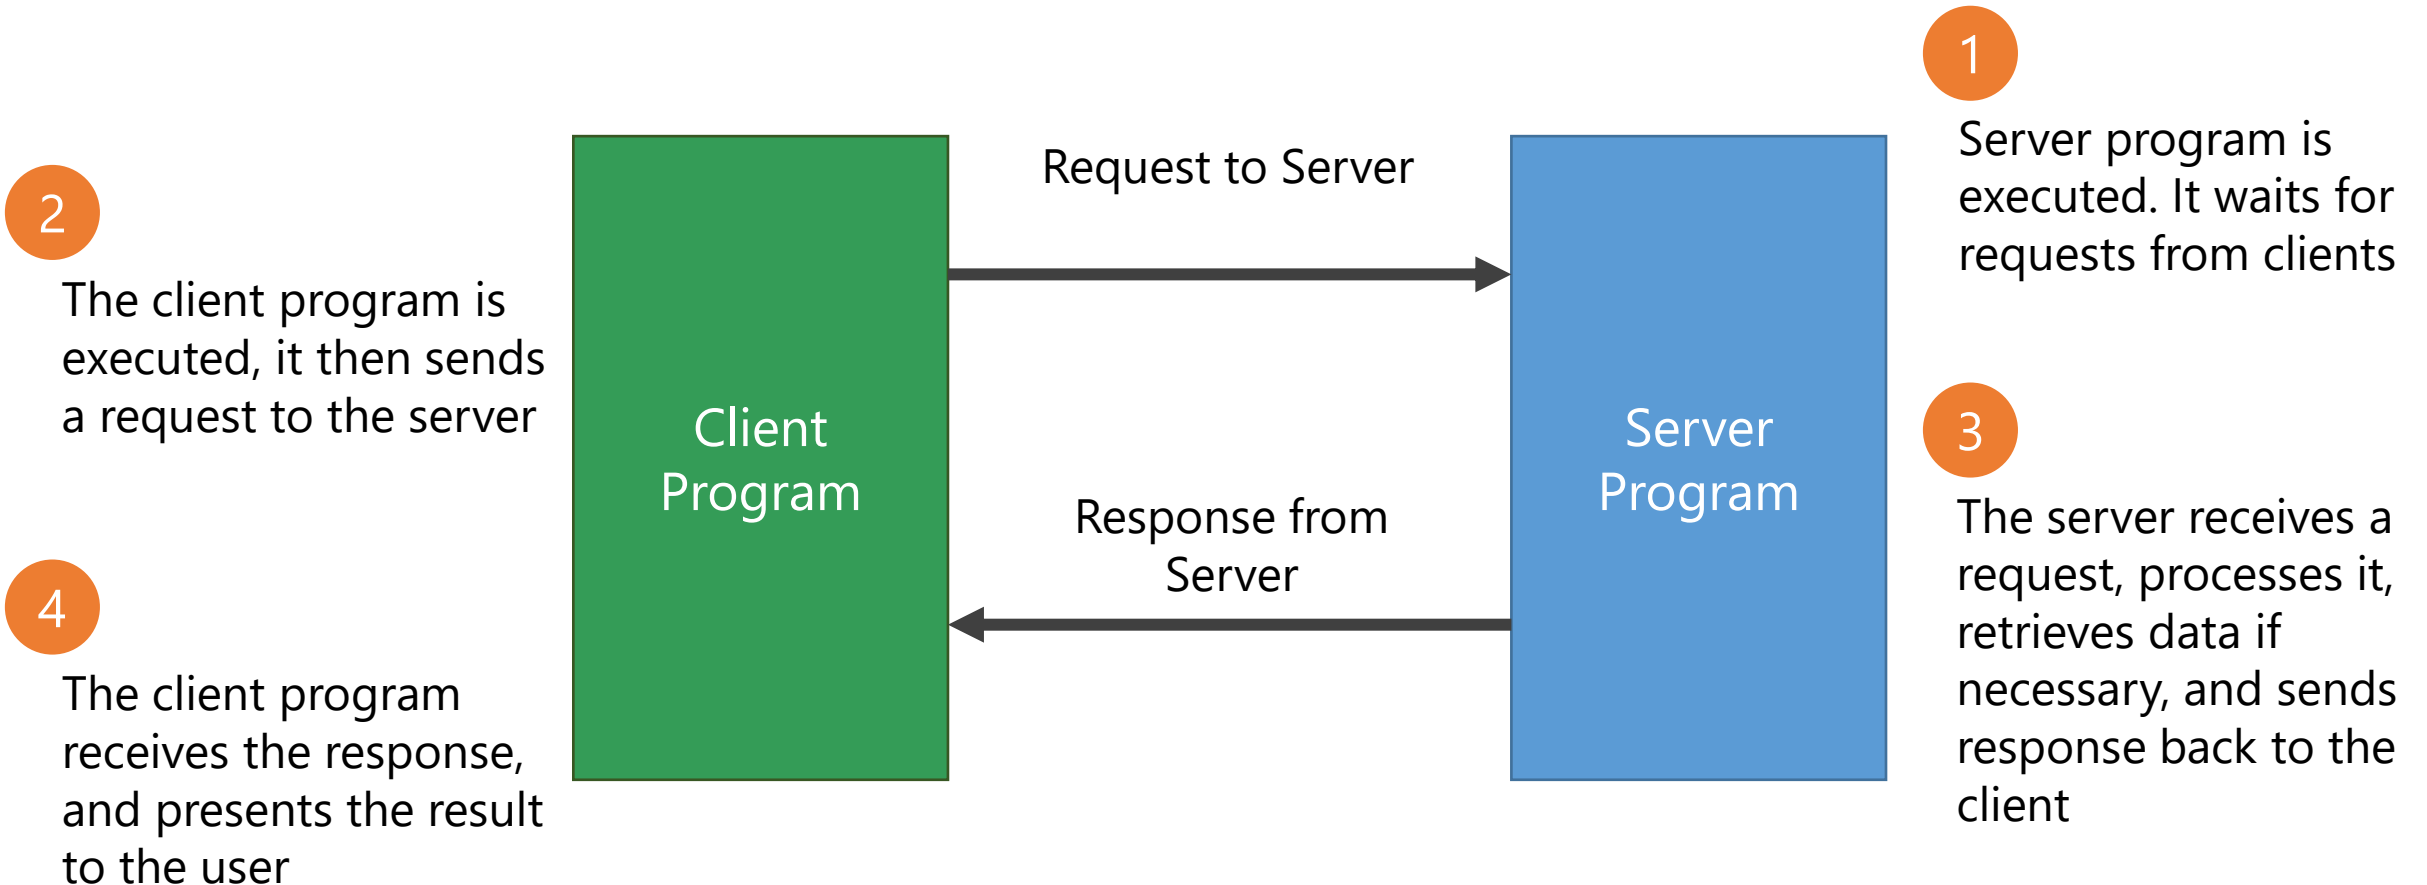 1
Server program is
executed. It waits for
requests from clients
2
The client program is
executed, it then sends
a request to the server
Request to Server
Client
Program
Server
Program
3
The server receives a
request, processes it,
retrieves data if
necessary, and sends
response back to the
client
Response from
Server
4
The client program
receives the response,
and presents the result
to the user